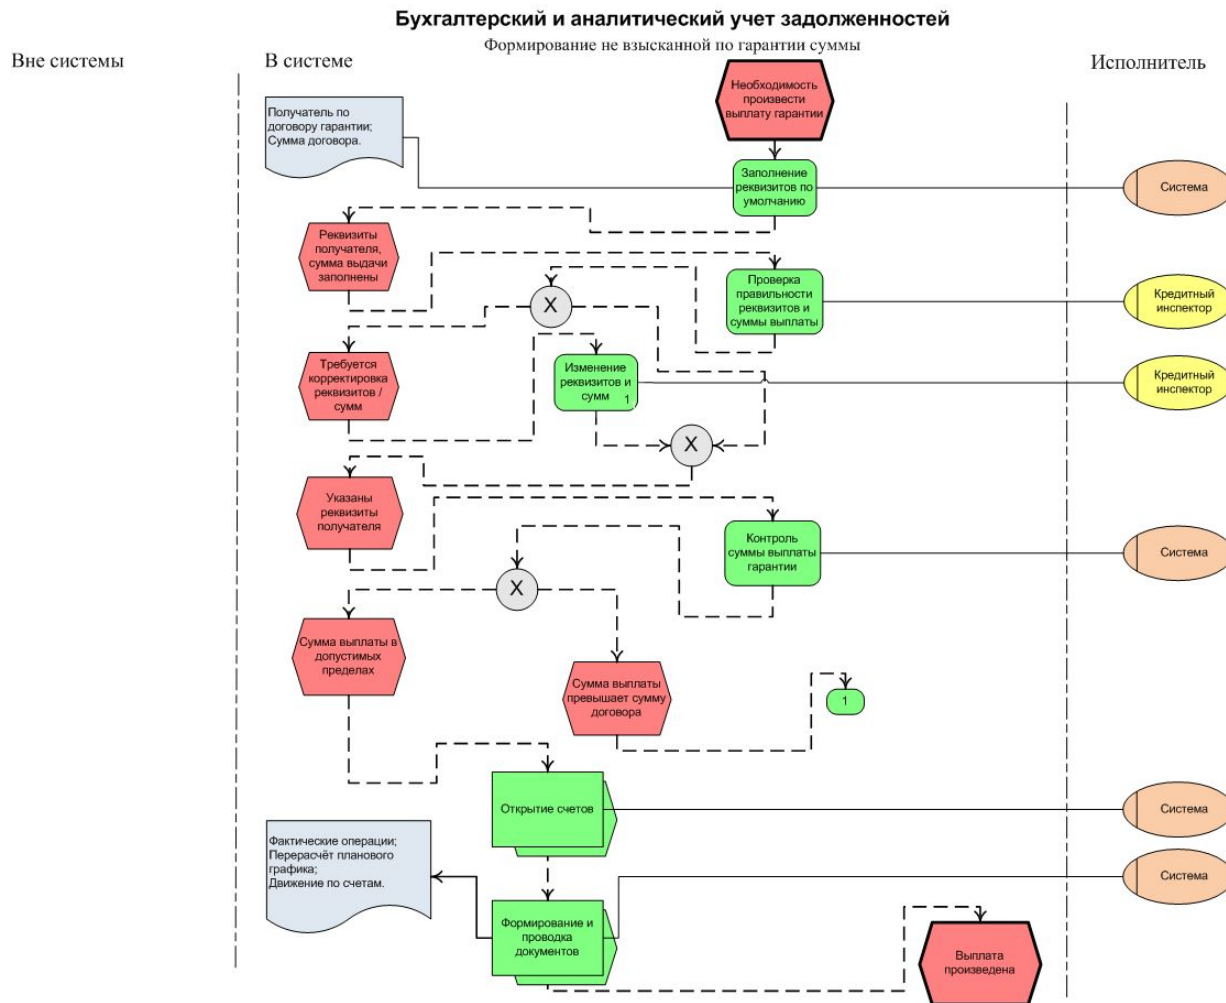 Бухгалтерский и аналитический учет задолженностей
Формирование не взысканной по гарантии суммы
Вне системы
В системе
Исполнитель
Необходимость
произвести
выплату гарантии
Получатель по
договору гарантии;
Сумма договора.
Заполнение
реквизитов по
умолчанию
Система
Реквизиты
получателя,
сумма выдачи
заполнены
Проверка
правильности
реквизитов и
суммы выплаты
Кредитный
инспектор
X
Требуется
корректировка
реквизитов /
сумм
Изменение
реквизитов и
сумм
1
Кредитный
инспектор
X
Указаны
реквизиты
получателя
Контроль
суммы выплаты
гарантии
Система
X
Сумма выплаты в
допустимых
пределах
Сумма выплаты
превышает сумму
договора
1
Открытие счетов
Система
Фактические операции;
Перерасчёт планового
графика;
Движение по счетам.
Система
Формирование и
проводка
документов
Выплата
произведена